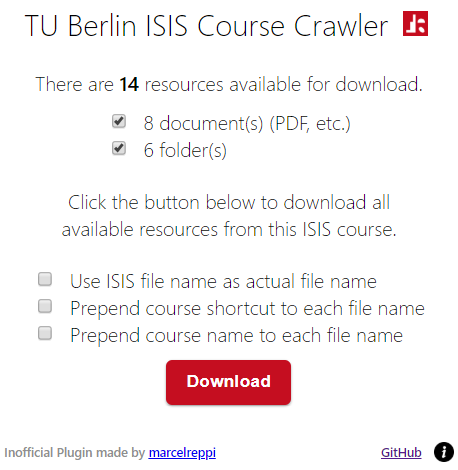 TU Berlin ISIS Course Crawler
There are 14 resources available for download.
8 document(s) (PDF, etc.)
6 folder(s)
Click the button below to download all
available resources from this ISIS course.
Use ISIS file name as actual file name
Prepend course shortcut to each file name
Prepend course name to each file name
Download
Inofficial Plugin made by marcelreppi GitHub i